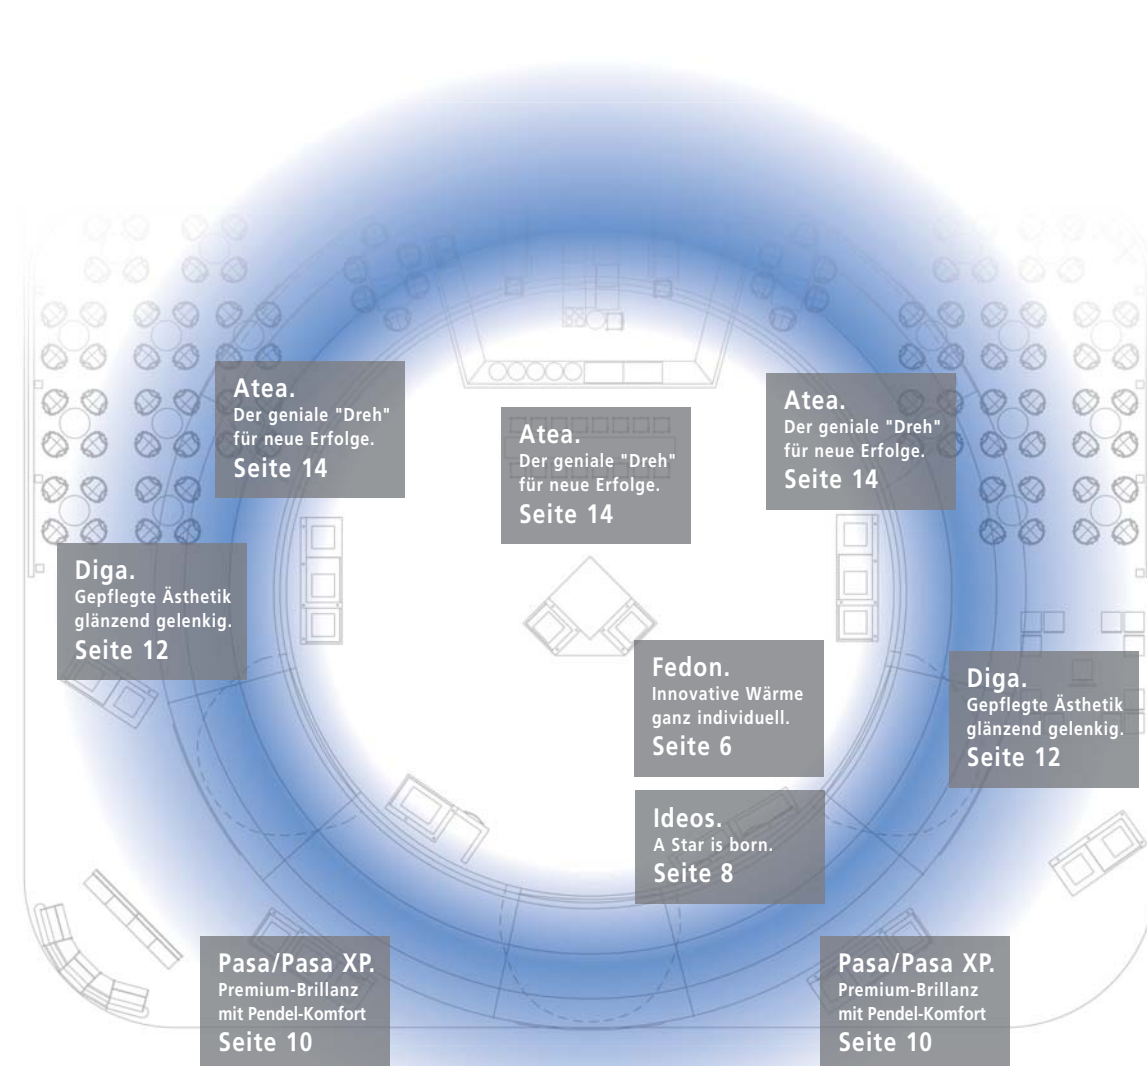 Atea.
Der geniale "Dreh"
für neue Erfolge.
Seite 14
Atea.
Der geniale "Dreh"
für neue Erfolge.
Seite 14
Atea.
Der geniale "Dreh"
für neue Erfolge.
Seite 14
Diga.
Gepflegte Ästhetik
glänzend gelenkig.
Seite 12
Fedon.
Innovative Wärme
ganz individuell.
Seite 6
Diga.
Gepflegte Ästhetik
glänzend gelenkig.
Seite 12
Ideos.
A Star is born.
Seite 8
Pasa/Pasa XP.
Premium-Brillanz
mit Pendel-Komfort
Seite 10
Pasa/Pasa XP.
Premium-Brillanz
mit Pendel-Komfort
Seite 10